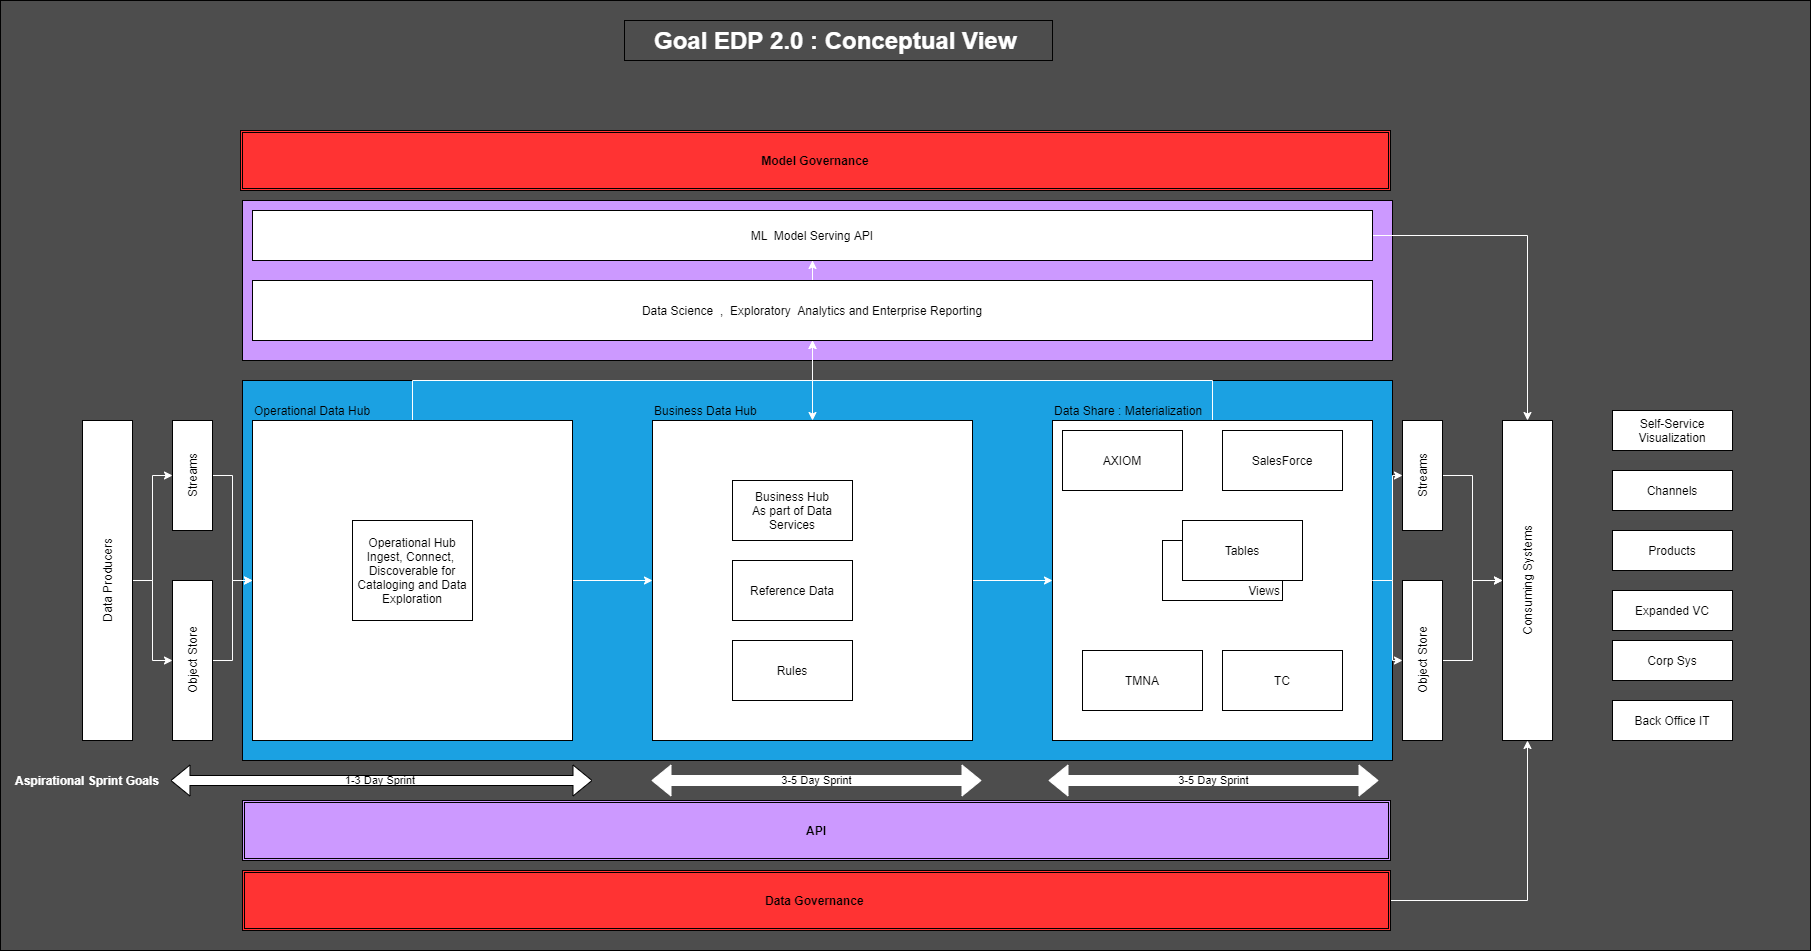 Goal EDP 2.0 : Conceptual View
Model Governance
ML Model Serving API
Data Science , Exploratory Analytics and Enterprise Reporting
Operational Data Hub
Business Data Hub
Data Share : Materialization
Data Producers
Streams
Object Store
Operational Hub
Ingest, Connect,
Discoverable for
Cataloging and Data
Exploration
Business Hub
As part of Data
Services
Reference Data
Rules
AXIOM
SalesForce
Tables
Views
TMNA
TC
Streams
Object Store
Consuming Systems
Self-Service
Visualization
Channels
Products
Expanded VC
Corp Sys
Back Office IT
Aspirational Sprint Goals
1-3 Day Sprint
3-5 Day Sprint
3-5 Day Sprint
API
Data Governance